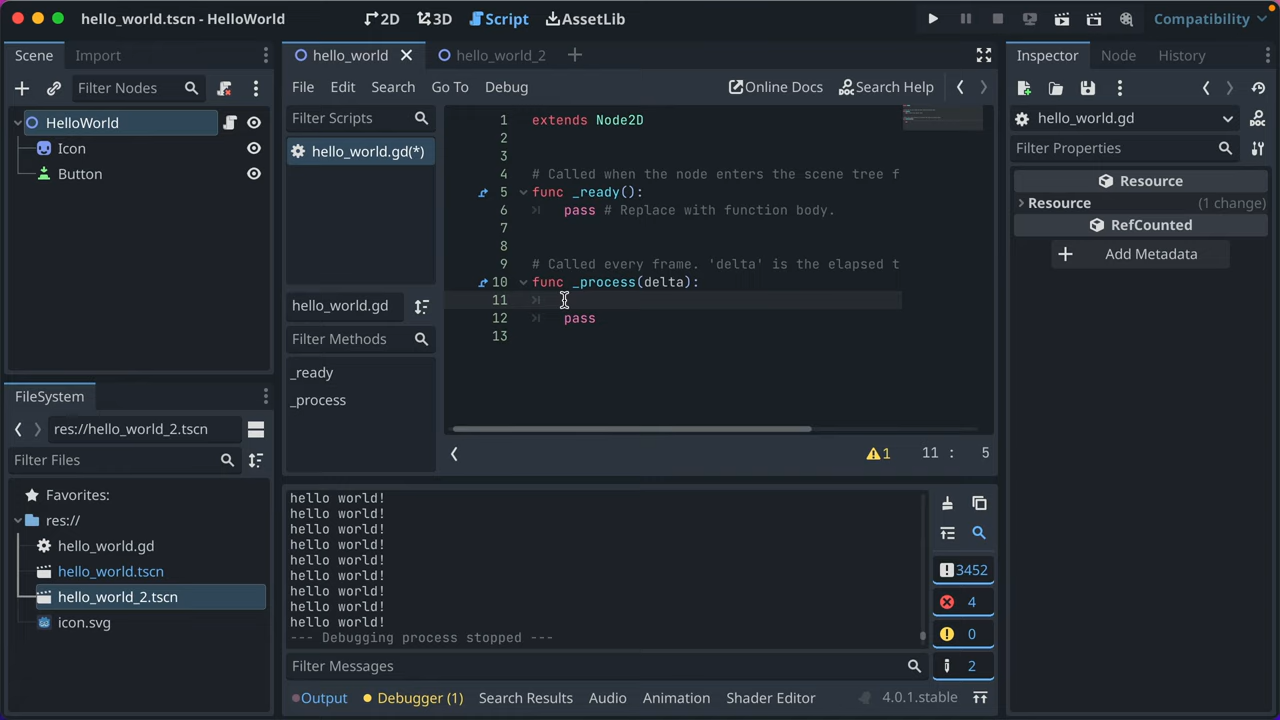 hello_world.tscn - HelloWorld
2D
3D
Script
AssetLib
Compatibility
Scene
Import
Filter Nodes
HelloWorld
Icon
Button
FileSystem
res://hello_world_2.tscn
Filter Files
Favorites:
res://
hello_world.gd
hello_world.tscn
hello_world_2.tscn
icon.svg
hello_world
hello_world_2
File
Edit
Search
Go To
Debug
Online Docs
Search Help
Filter Scripts
hello_world.gd(*)
hello_world.gd
Filter Methods
_ready
_process
1 extends Node2D
2
3
4 # Called when the node enters the scene tree f
5 func _ready():
6 pass # Replace with function body.
7
8
9 # Called every frame. 'delta' is the elapsed t
10 func _process(delta):
11
12 pass
13
1 11 : 5
hello world!
hello world!
hello world!
hello world!
hello world!
hello world!
hello world!
hello world!
hello world!
--- Debugging process stopped ---
3452
4
0
2
Filter Messages
Output
Debugger (1)
Search Results
Audio
Animation
Shader Editor
4.0.1.stable
Inspector
Node
History
hello_world.gd
Filter Properties
Resource
Resource (1 change)
RefCounted
Add Metadata